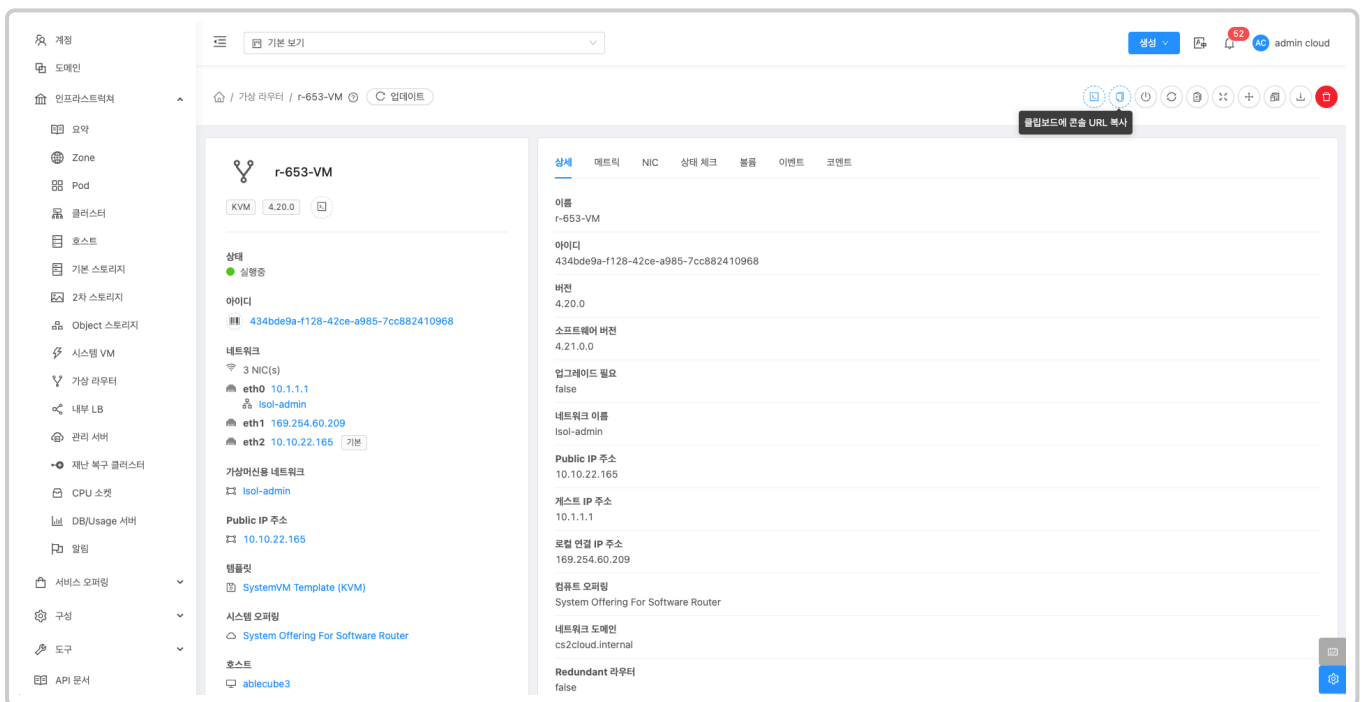 계정
도메인
인프라스트럭쳐
요약
Zone
Pod
클러스터
호스트
기본 스토리지
2차 스토리지
Object 스토리지
시스템 VM
가상 라우터
내부 LB
관리 서버
재난 복구 클러스터
CPU 소켓
DB/Usage 서버
알림
서비스 오퍼링
구성
도구
API 문서
기본 보기
생성
52
AC
admin cloud
/ 가상 라우터 / r-653-VM
업데이트
클립보드에 콘솔 URL 복사
r-653-VM
KVM 4.20.0
상태
실행중
아이디
434bde9a-f128-42ce-a985-7cc882410968
네트워크
3 NIC(s)
eth0 10.1.1.1
Isol-admin
eth1 169.254.60.209
eth2 10.10.22.165 기본
가상머신용 네트워크
Isol-admin
Public IP 주소
10.10.22.165
템플릿
SystemVM Template (KVM)
시스템 오퍼링
System Offering For Software Router
호스트
ablecube3
상세 메트릭 NIC 상태 체크 볼륨 이벤트 코멘트
이름
r-653-VM
아이디
434bde9a-f128-42ce-a985-7cc882410968
버전
4.20.0
소프트웨어 버전
4.21.0.0
업그레이드 필요
false
네트워크 이름
Isol-admin
Public IP 주소
10.10.22.165
게스트 IP 주소
10.1.1.1
로컬 연결 IP 주소
169.254.60.209
컴퓨트 오퍼링
System Offering For Software Router
네트워크 도메인
cs2cloud.internal
Redundant 라우터
false